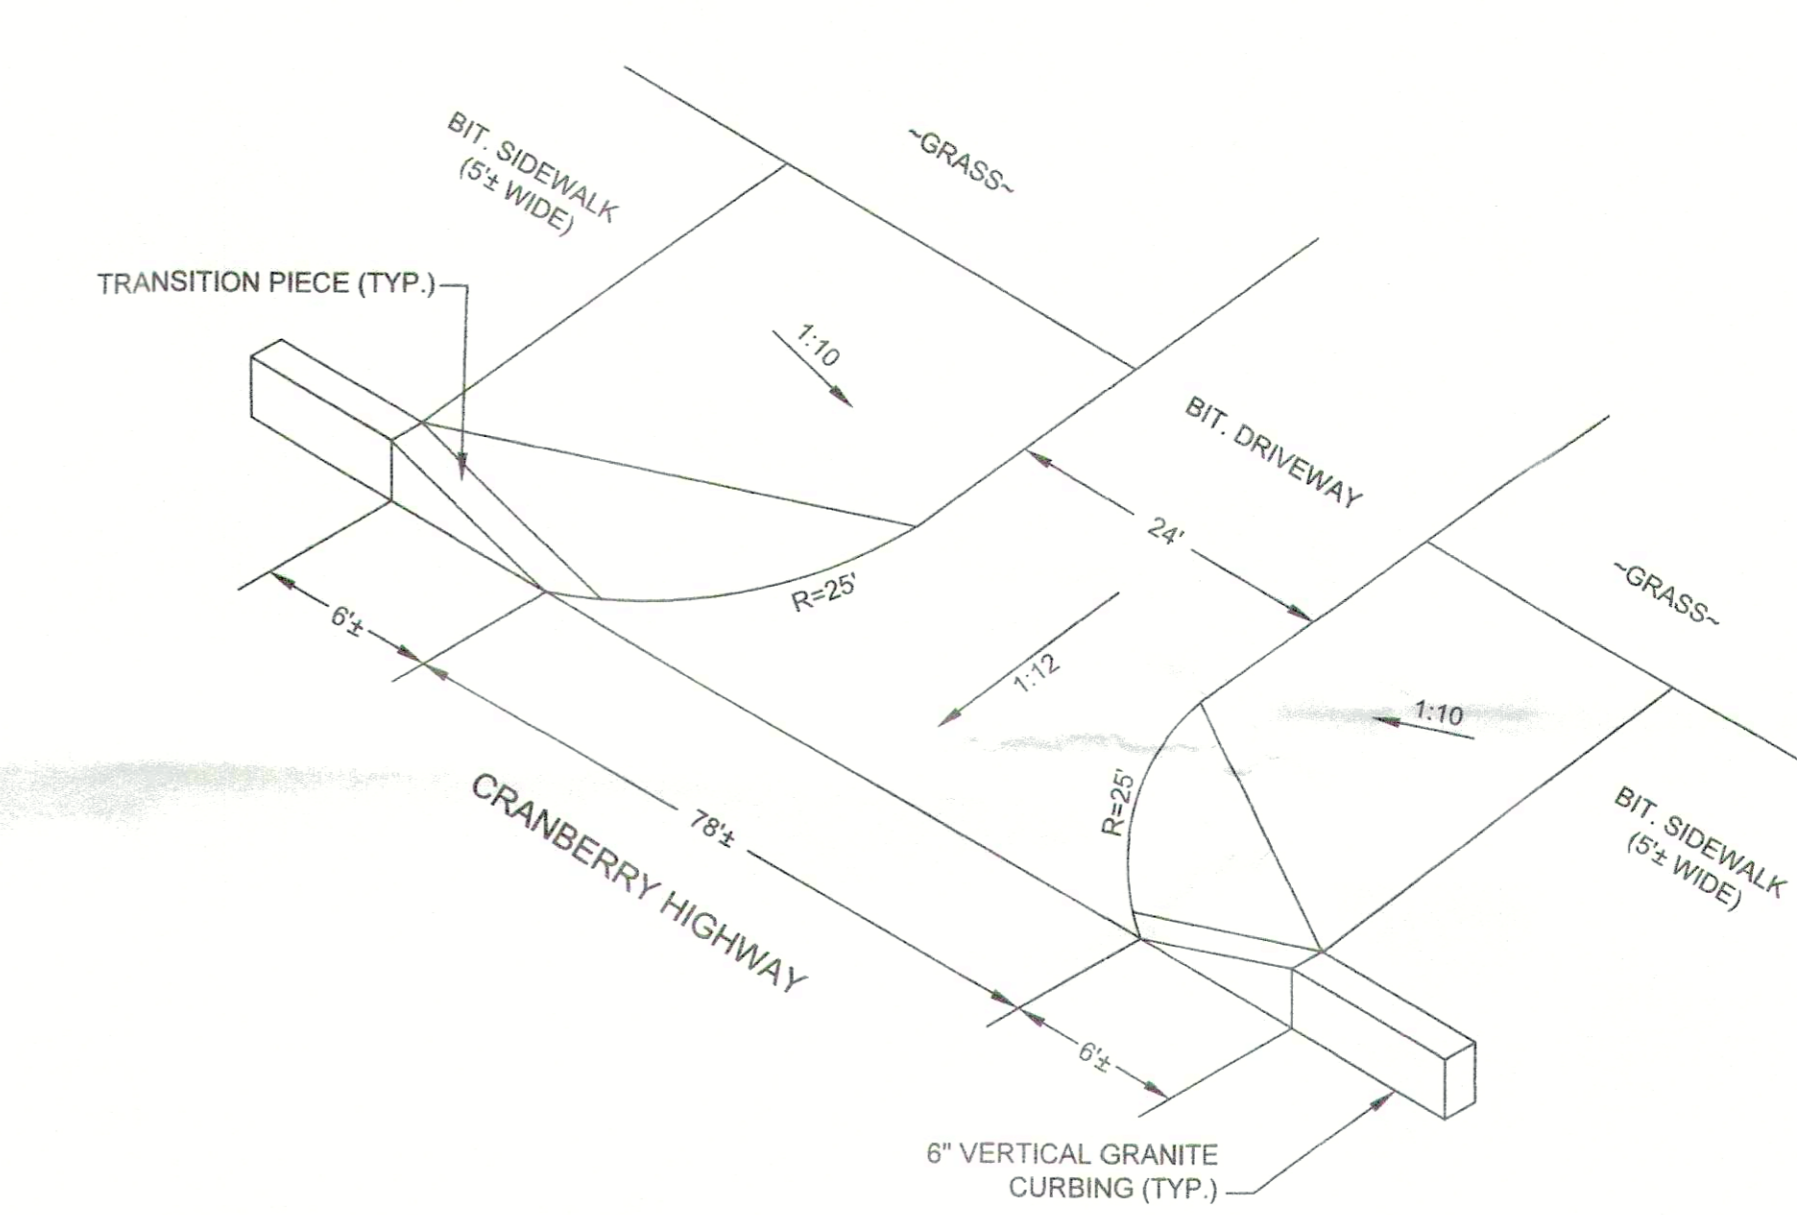 BIT. SIDEWALK
(5'± WIDE)
~GRASS~
TRANSITION PIECE (TYP.)
1:10
BIT. DRIVEWAY
24'
R=25'
6'±
1:12
~GRASS~
1:10
R=25'
78'±
CRANBERRY HIGHWAY
BIT. SIDEWALK
(5'± WIDE)
6'±
6" VERTICAL GRANITE
CURBING (TYP.)